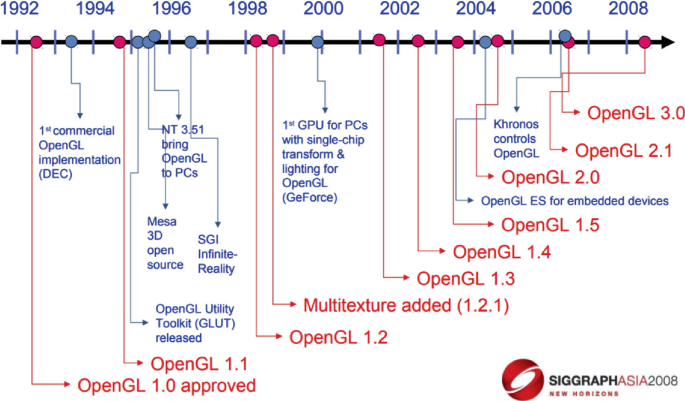 1992 1994 1996 1998 2000 2002 2004 2006 2008
1st commercial
OpenGL
implementation
(DEC)
NT 3.51
bring
OpenGL
to PCs
Mesa
3D
open
source
SGI
Infinite-
Reality
OpenGL Utility
Toolkit (GLUT)
released
1st GPU for PCs
with single-chip
transform &
lighting for
OpenGL
(GeForce)
Khronos
controls
OpenGL
OpenGL 3.0
OpenGL 2.1
OpenGL 2.0
OpenGL ES for embedded devices
OpenGL 1.5
OpenGL 1.4
OpenGL 1.3
Multitexture added (1.2.1)
OpenGL 1.2
OpenGL 1.1
OpenGL 1.0 approved
SIGGRAPHASIA2008
NEW HORIZONS